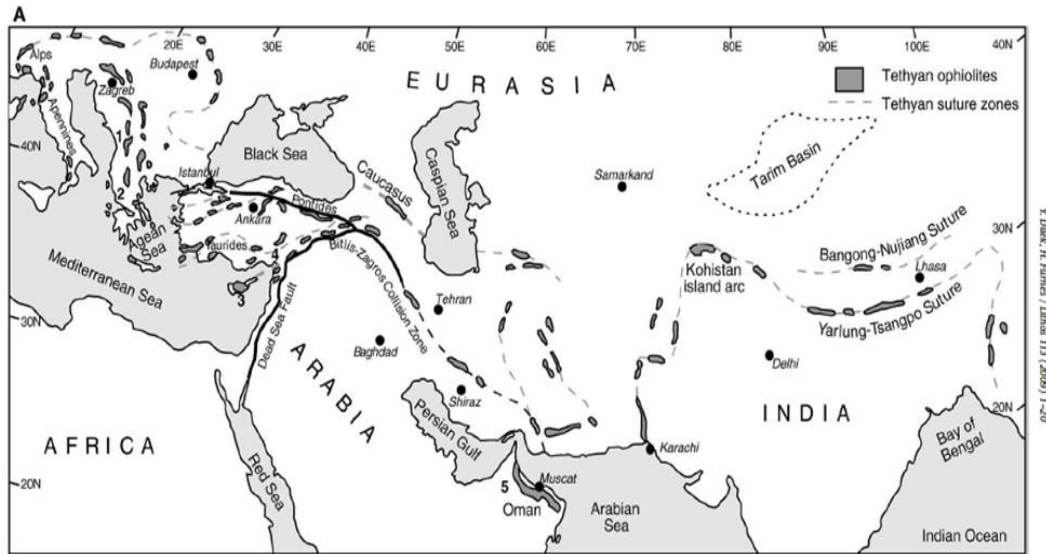 A
20E 30E 40E 50E 60E 70E 80E 90E 100E 40N
Alps
Budapest
EURASIA
Tethyan ophiolites
Zagreb
Tethyan suture zones
Apennines
1
40N
Black Sea
Caspian Sea
Tarim Basin
Istanbul
Caucasus
Samarkand
2
Pontides
Ankara
30N
Aegean Sea
Taurides
Bitlis-Zagros Collision Zone
Bangong-Nujiang Suture
Mediterranean Sea
4
Kohistan
island arc
Lhasa
3
Yarlung-Tsangpo Suture
Tehran
30N
Dead Sea Fault
Baghdad
Delhi
ARABIA
Shiraz
20N
INDIA
Persian Gulf
AFRICA
Karachi
Bay of
Bengal
Red Sea
20N
5
Muscat
Oman
Arabian
Sea
Indian Ocean